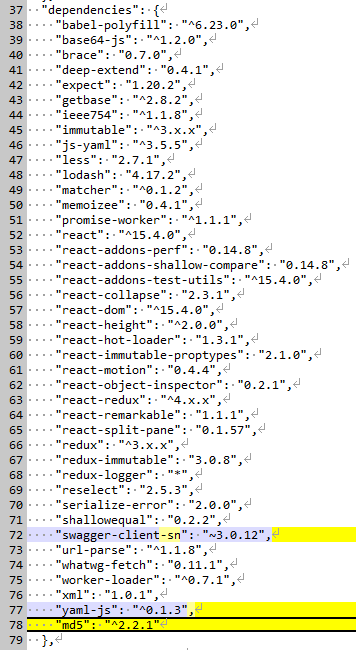 37 "dependencies": {
38 "babel-polyfill": "^6.23.0",
39 "base64-js": "^1.2.0",
40 "brace": "0.7.0",
41 "deep-extend": "0.4.1",
42 "expect": "1.20.2",
43 "getbase": "^2.8.2",
44 "ieee754": "^1.1.8",
45 "immutable": "^3.x.x",
46 "js-yaml": "^3.5.5",
47 "less": "2.7.1",
48 "lodash": "4.17.2",
49 "matcher": "^0.1.2",
50 "memoizee": "0.4.1",
51 "promise-worker": "^1.1.1",
52 "react": "^15.4.0",
53 "react-addons-perf": "0.14.8",
54 "react-addons-shallow-compare": "0.14.8",
55 "react-addons-test-utils": "^15.4.0",
56 "react-collapse": "2.3.1",
57 "react-dom": "^15.4.0",
58 "react-height": "^2.0.0",
59 "react-hot-loader": "1.3.1",
60 "react-immutable-proptypes": "2.1.0",
61 "react-motion": "0.4.4",
62 "react-object-inspector": "0.2.1",
63 "react-redux": "^4.x.x",
64 "react-remarkable": "1.1.1",
65 "react-split-pane": "0.1.57",
66 "redux": "^3.x.x",
67 "redux-immutable": "3.0.8",
68 "redux-logger": "*",
69 "reselect": "2.5.3",
70 "serialize-error": "2.0.0",
71 "shallowequal": "0.2.2",
72 "swagger-client-sn": "~3.0.12",
73 "url-parse": "^1.1.8",
74 "whatwg-fetch": "0.11.1",
75 "worker-loader": "^0.7.1",
76 "xml": "1.0.1",
77 "yaml-js": "^0.1.3",
78 "md5": "^2.2.1"
79 },